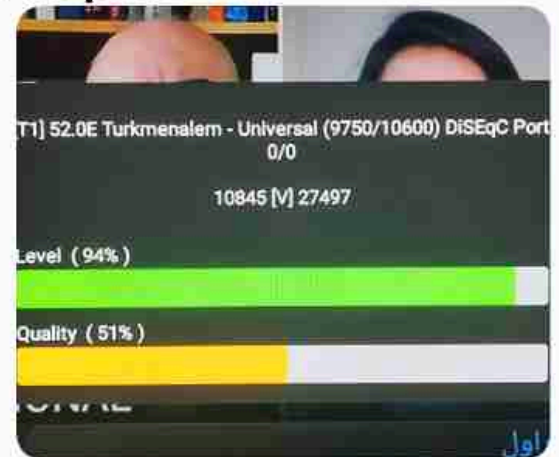 [T1] 52.0E Turkmenalem - Universal (9750/10600) DiSEqC Port
0/0
10845 [V] 27497
Level (94%)
Quality (51%)
اول